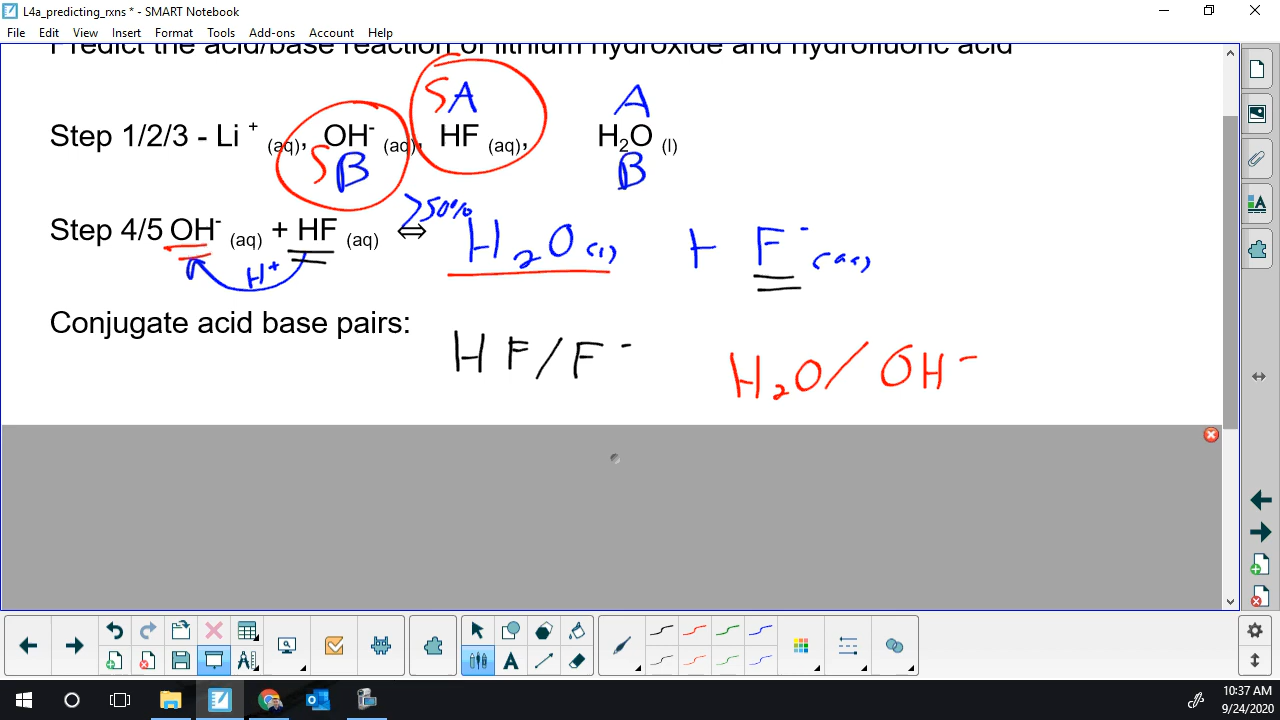 L4a_predicting_rxns * - SMART Notebook
File Edit View Insert Format Tools Add-ons Account Help
Predict the acid/base reaction of lithium hydroxide and hydrofluoric acid
S A A
Step 1/2/3 - Li + (aq), OH- (aq), HF (aq), H2O (l)
S B B
>50%
Step 4/5 OH- (aq) + HF (aq) ⇔ H2O(l) + F- (aq)
H+
Conjugate acid base pairs: HF/F- H2O/OH-
10:37 AM
9/24/2020